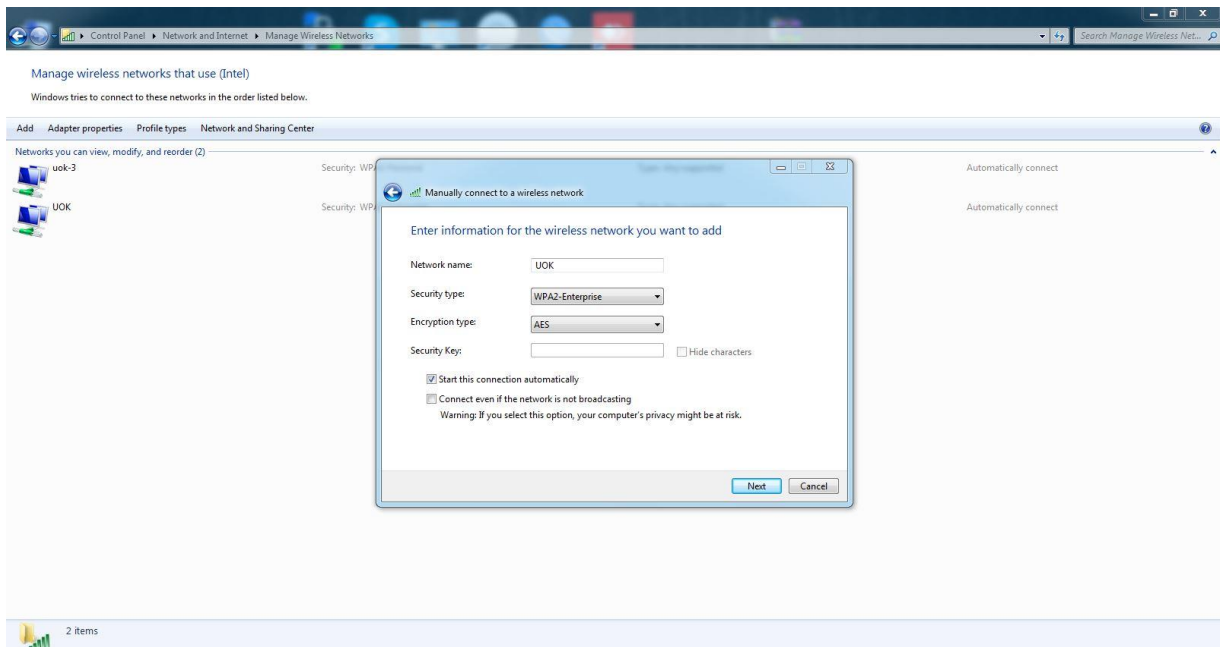 Control Panel ▸ Network and Internet ▸ Manage Wireless Networks
Search Manage Wireless Net...
Manage wireless networks that use (Intel)
Windows tries to connect to these networks in the order listed below.
Add Adapter properties Profile types Network and Sharing Center
Networks you can view, modify, and reorder (2)
uok-3 Security: WPA Automatically connect
UOK Security: WPA Automatically connect
Manually connect to a wireless network
Enter information for the wireless network you want to add
Network name: UOK
Security type: WPA2-Enterprise
Encryption type: AES
Security Key: Hide characters
Start this connection automatically
Connect even if the network is not broadcasting
Warning: If you select this option, your computer's privacy might be at risk.
Next Cancel
2 items